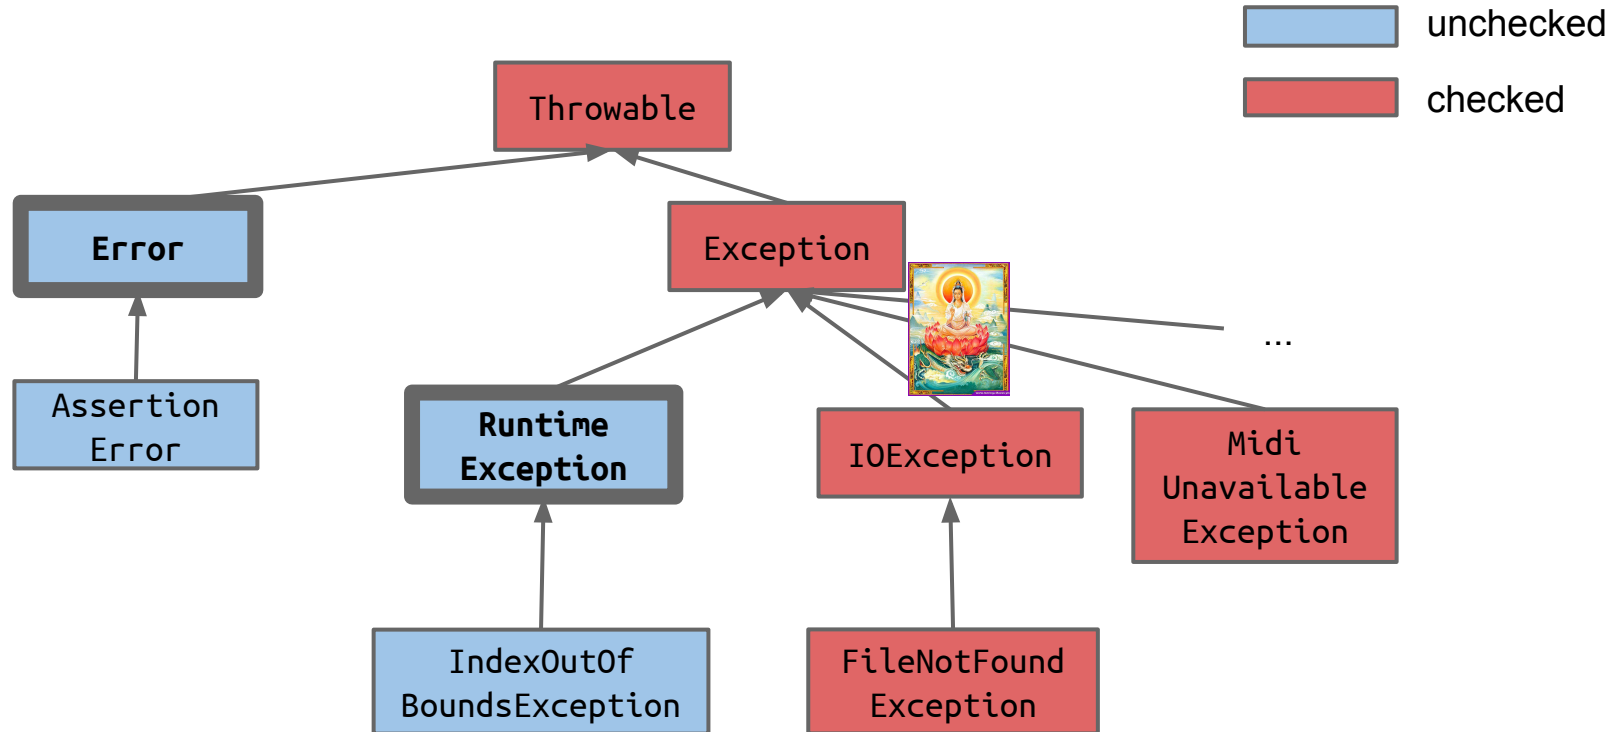 unchecked
checked
Throwable
Error
Exception
...
Assertion
Error
Runtime
Exception
IOException
Midi
Unavailable
Exception
IndexOutOf
BoundsException
FileNotFound
Exception